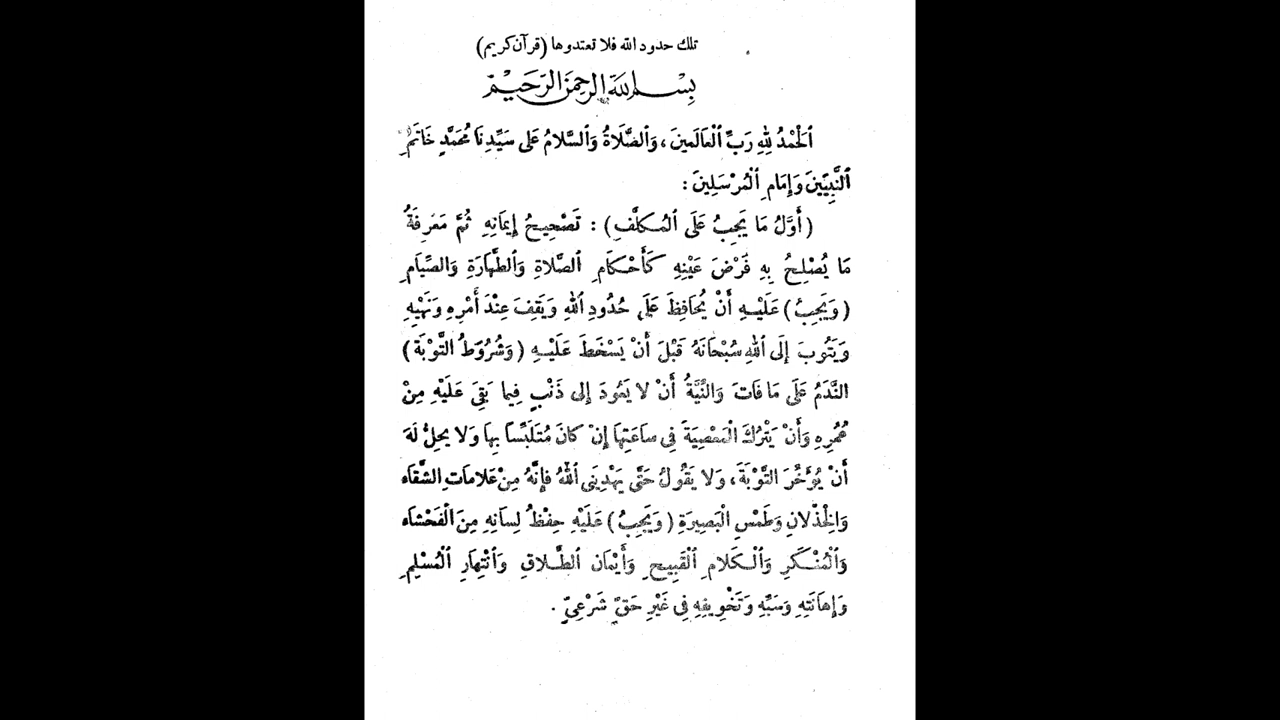 تلك حدود الله فلا تعتدوها (قرآن كريم)
بِسْمِ اللهِ الرَّحْمَنِ الرَّحِيْمِ
اَلْحَمْدُ لِلهِ رَبِّ الْعَالَمِينَ، وَالصَّلَاةُ وَالسَّلَامُ عَلَى سَيِّدِنَا مُحَمَّدٍ خَاتَمِ
النَّبِيِّينَ وَإِمَامِ الْمُرْسَلِينَ :
(أَوَّلُ مَا يَجِبُ عَلَى الْمُكَلَّفِ) : تَصْحِيحُ إِيمَانِهِ ثُمَّ مَعْرِفَةُ
مَا يُصْلِحُ بِهِ فَرْضَ عَيْنِهِ كَأَحْكَامِ الصَّلَاةِ وَالطَّهَارَةِ وَالصِّيَامِ
(وَيَجِبُ) عَلَيْهِ أَنْ يُحَافِظَ عَلَى حُدُودِ اللهِ وَيَقِفَ عِنْدَ أَمْرِهِ وَنَهْيِهِ
وَيَتُوبَ إِلَى اللهِ سُبْحَانَهُ قَبْلَ أَنْ يَسْخَطَ عَلَيْهِ (وَشُرُوطُ التَّوْبَةِ)
النَّدَمُ عَلَى مَا فَاتَ وَالنِّيَّةُ أَنْ لَا يَعُودَ إِلَى ذَنْبٍ فِيمَا بَقِيَ عَلَيْهِ مِنْ
عُمُرِهِ وَأَنْ يَتْرُكَ الْمَعْصِيَةَ فِي سَاعَتِهَا إِنْ كَانَ مُتَلَبِّسًا بِهَا وَلَا يَحِلُّ لَهُ
أَنْ يُؤَخِّرَ التَّوْبَةَ، وَلَا يَقُولُ حَتَّى يَهْدِيَنِي اللهُ فَإِنَّهُ مِنْ عَلَامَاتِ الشَّقَاءِ
وَالْخِذْلَانِ وَطَمْسِ الْبَصِيرَةِ (وَيَجِبُ) عَلَيْهِ حِفْظُ لِسَانِهِ مِنَ الْفَحْشَاءِ
وَالْمُنْكَرِ وَالْكَلَامِ الْقَبِيحِ وَأَيْمَانِ الطَّلَاقِ وَانْتِهَارِ الْمُسْلِمِ
وَإِهَانَتِهِ وَسَبِّهِ وَتَخْوِيفِهِ فِي غَيْرِ حَقٍّ شَرْعِيٍّ .